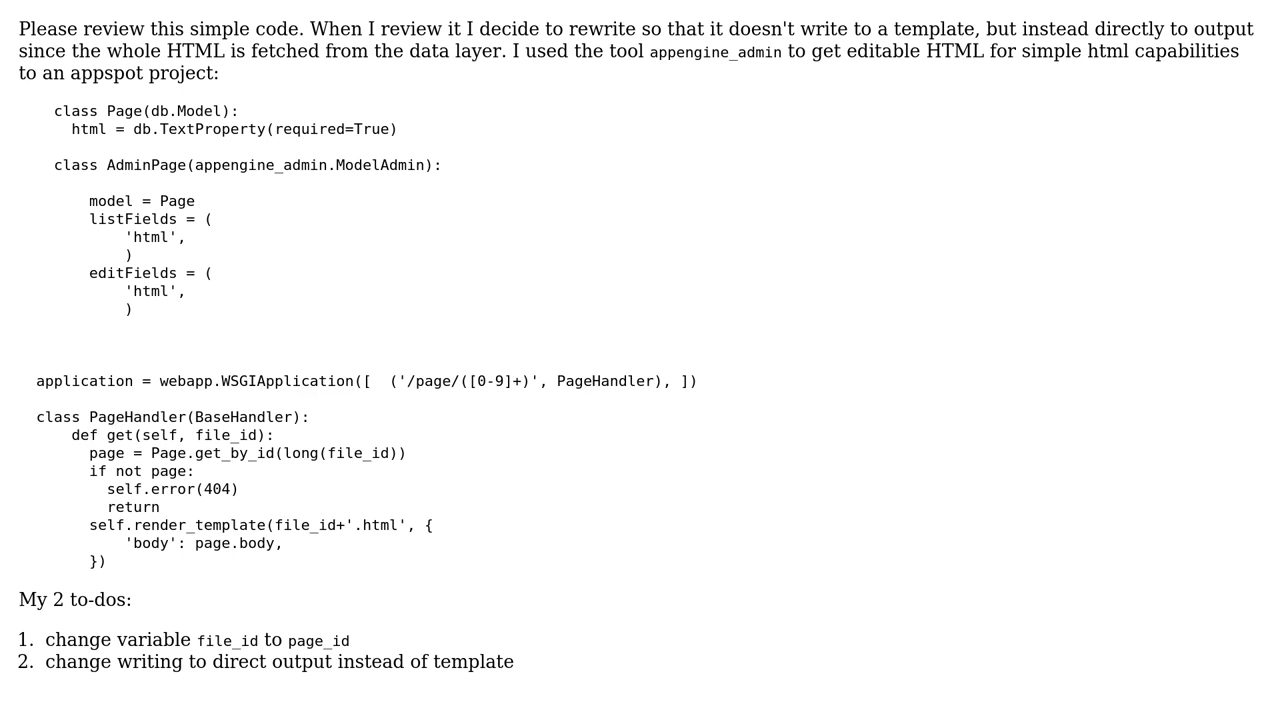 Please review this simple code. When I review it I decide to rewrite so that it doesn't write to a template, but instead directly to output
since the whole HTML is fetched from the data layer. I used the tool appengine_admin to get editable HTML for simple html capabilities
to an appspot project:
class Page(db.Model):
html = db.TextProperty(required=True)
class AdminPage(appengine_admin.ModelAdmin):
model = Page
listFields = (
'html',
)
editFields = (
'html',
)
application = webapp.WSGIApplication([  ('/page/([0-9]+)', PageHandler), ])
class PageHandler(BaseHandler):
def get(self, file_id):
page = Page.get_by_id(long(file_id))
if not page:
self.error(404)
return
self.render_template(file_id+'.html', {
'body': page.body,
})
My 2 to-dos:
1. change variable file_id to page_id
2. change writing to direct output instead of template